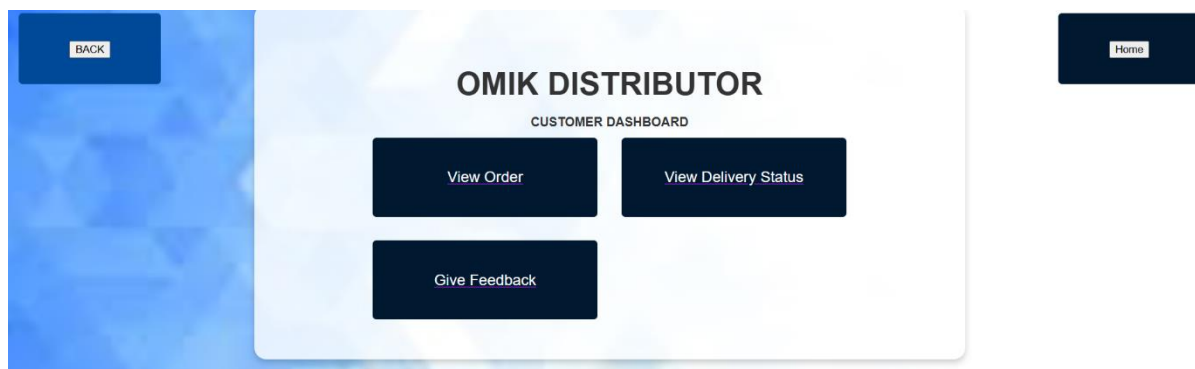 BACK
Home
OMIK DISTRIBUTOR
CUSTOMER DASHBOARD
View Order
View Delivery Status
Give Feedback